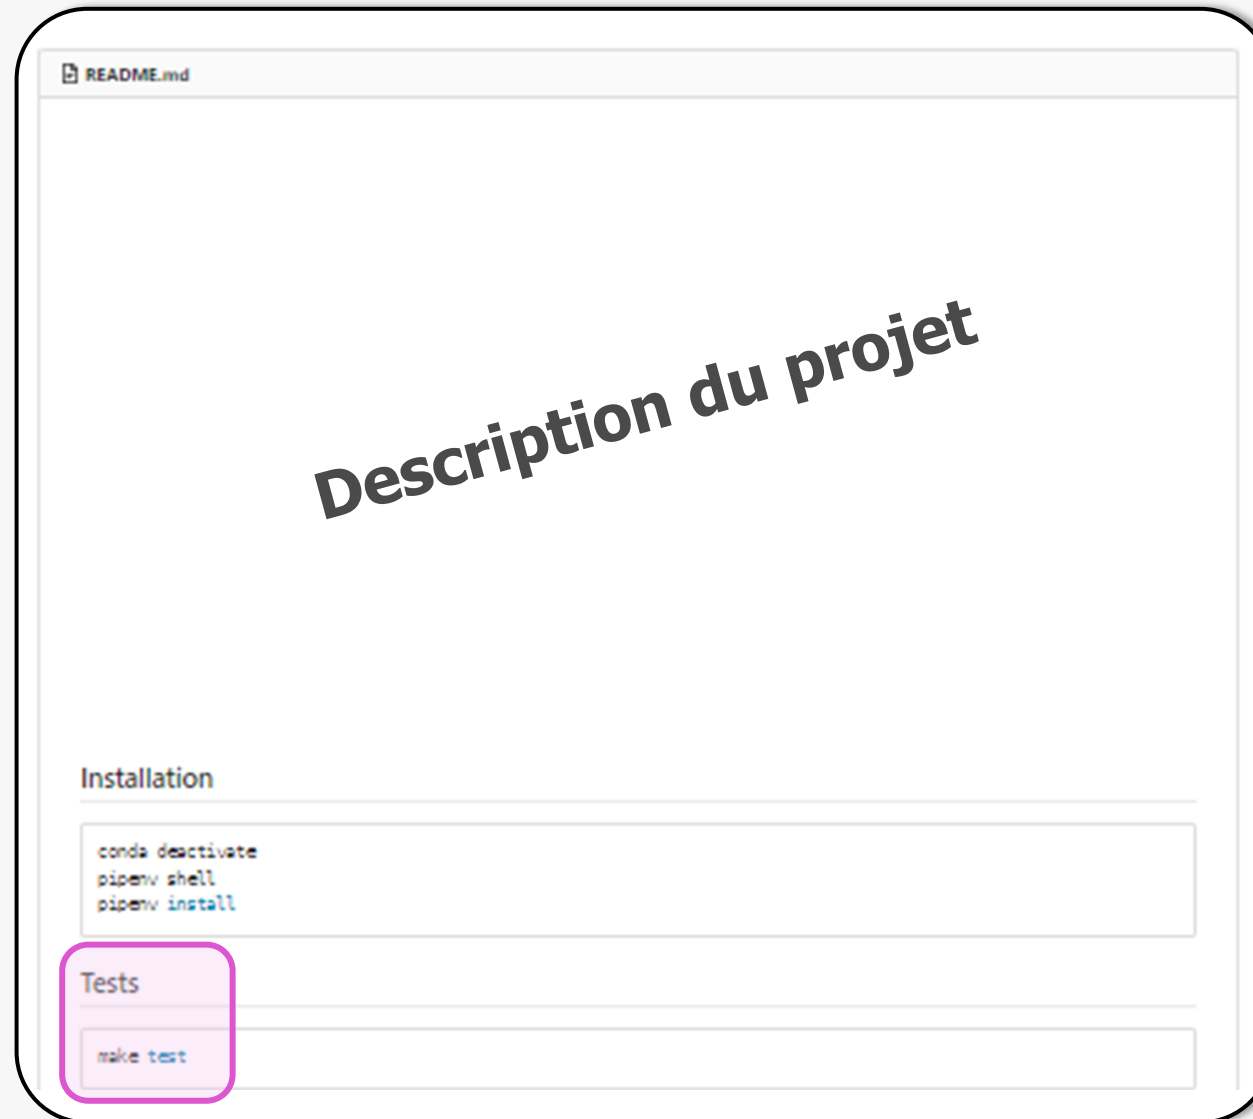 README.md
Description du projet
Installation
conda deactivate
pipenv shell
pipenv install
Tests
make test